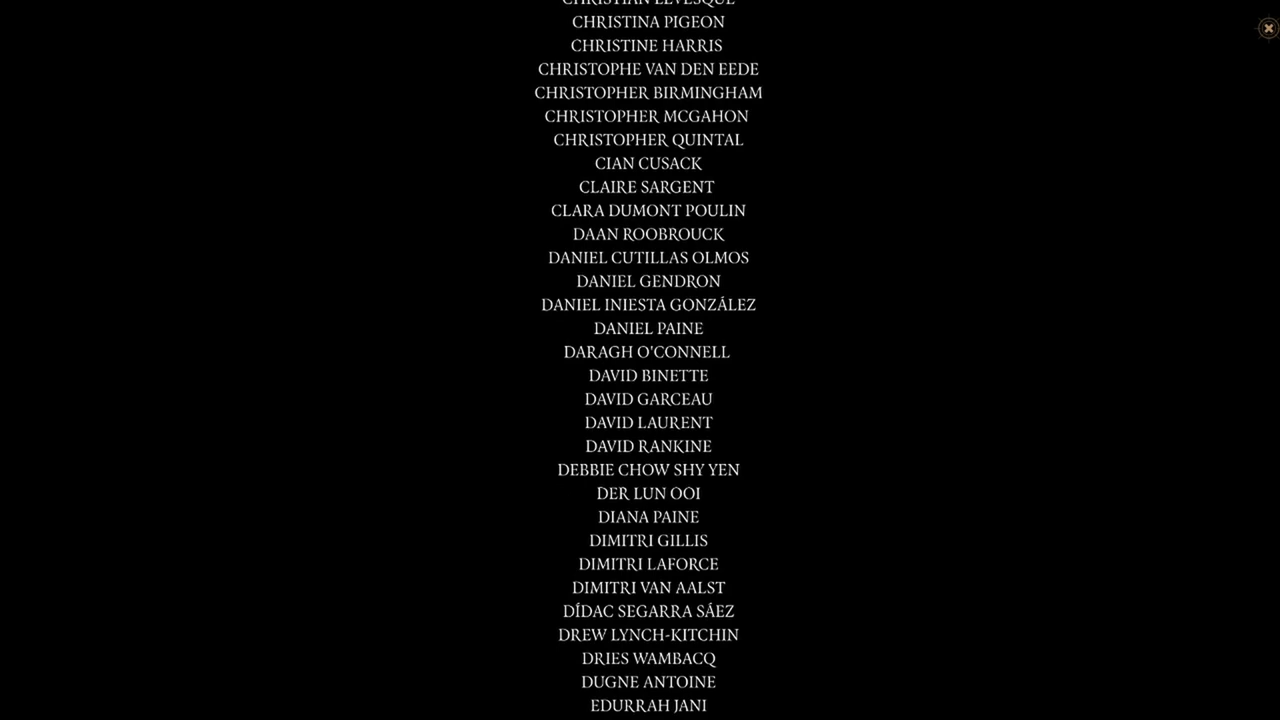 CHRISTIAN LEVESQUE
CHRISTINA PIGEON
CHRISTINE HARRIS
CHRISTOPHE VAN DEN EEDE
CHRISTOPHER BIRMINGHAM
CHRISTOPHER MCGAHON
CHRISTOPHER QUINTAL
CIAN CUSACK
CLAIRE SARGENT
CLARA DUMONT POULIN
DAAN ROOBROUCK
DANIEL CUTILLAS OLMOS
DANIEL GENDRON
DANIEL INIESTA GONZÁLEZ
DANIEL PAINE
DARAGH O'CONNELL
DAVID BINETTE
DAVID GARCEAU
DAVID LAURENT
DAVID RANKINE
DEBBIE CHOW SHY YEN
DER LUN OOI
DIANA PAINE
DIMITRI GILLIS
DIMITRI LAFORCE
DIMITRI VAN AALST
DÍDAC SEGARRA SÁEZ
DREW LYNCH-KITCHIN
DRIES WAMBACQ
DUGNE ANTOINE
EDURRAH JANI